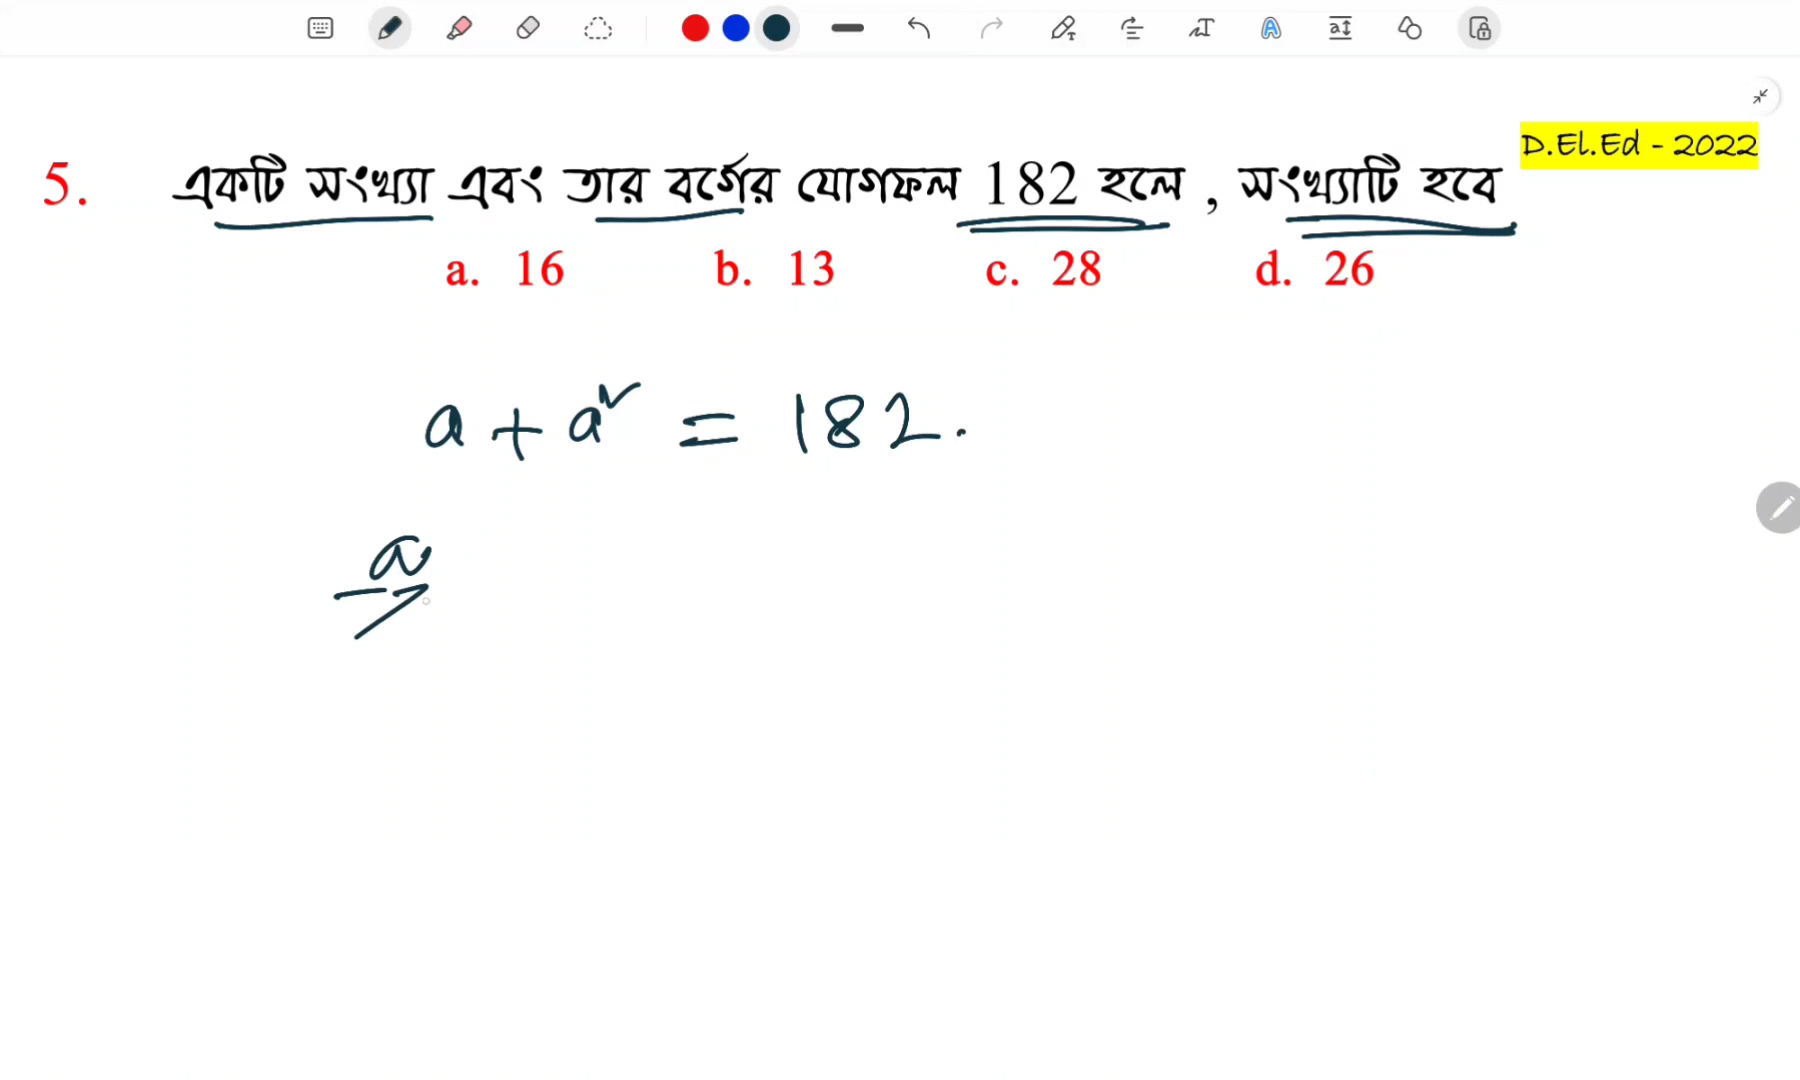 D.El.Ed - 2022
5. একটি সংখ্যা এবং তার বর্গের যোগফল 182 হলে , সংখ্যাটি হবে
a. 16 b. 13 c. 28 d. 26
a + a² = 182.
a